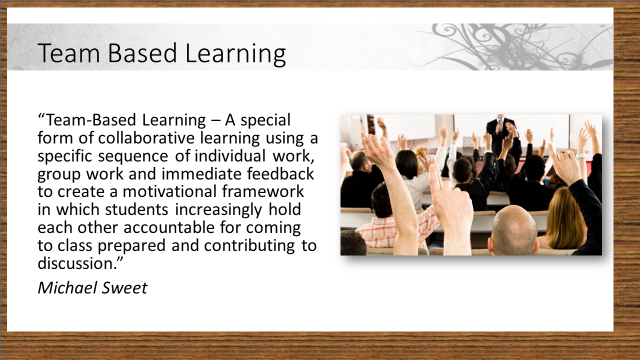 Team Based Learning
“Team-Based Learning – A special
form of collaborative learning using a
specific sequence of individual work,
group work and immediate feedback
to create a motivational framework
in which students increasingly hold
each other accountable for coming
to class prepared and contributing to
discussion.”
Michael Sweet